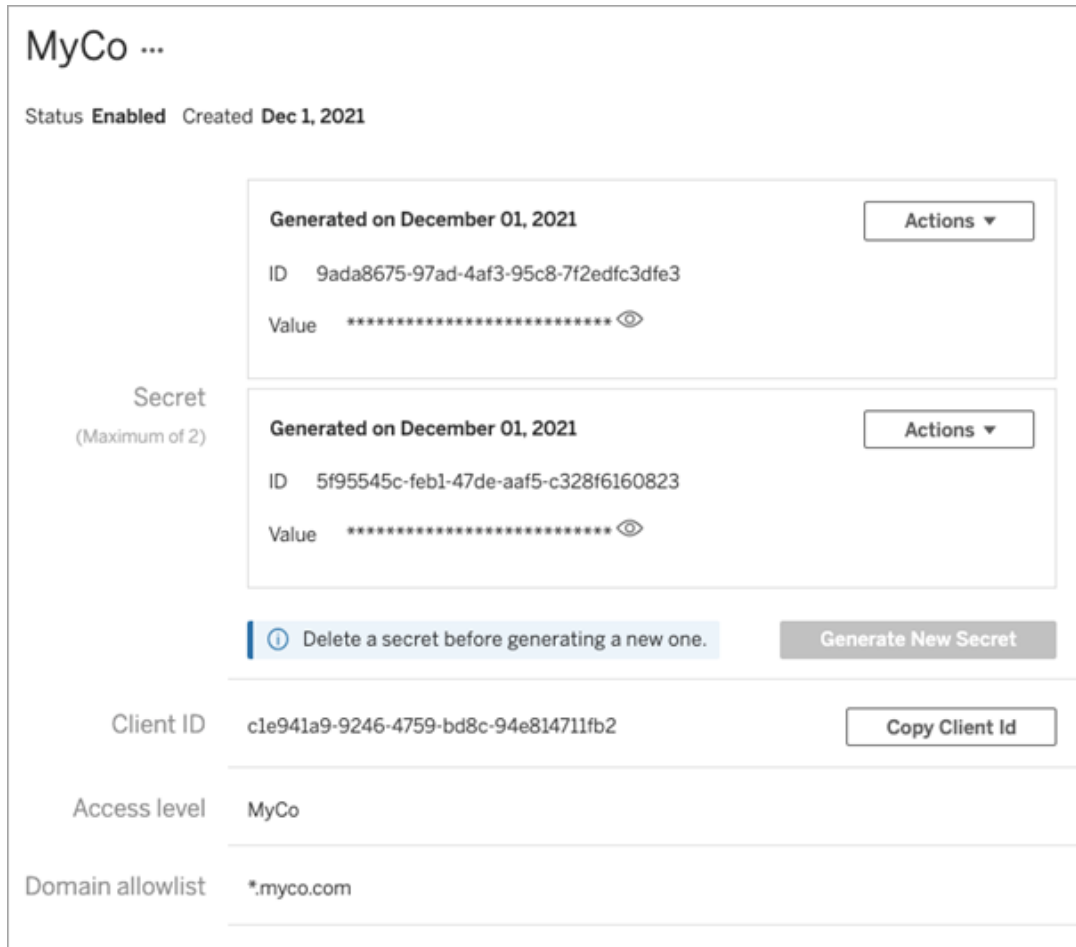 MyCo ...
Status Enabled Created Dec 1, 2021
Generated on December 01, 2021
Actions
ID 9ada8675-97ad-4af3-95c8-7f2edfc3dfe3
Value ***************************
Secret
(Maximum of 2)
Generated on December 01, 2021
Actions
ID 5f95545c-feb1-47de-aaf5-c328f6160823
Value ***************************
Delete a secret before generating a new one.
Generate New Secret
Client ID c1e941a9-9246-4759-bd8c-94e814711fb2
Copy Client Id
Access level MyCo
Domain allowlist *.myco.com